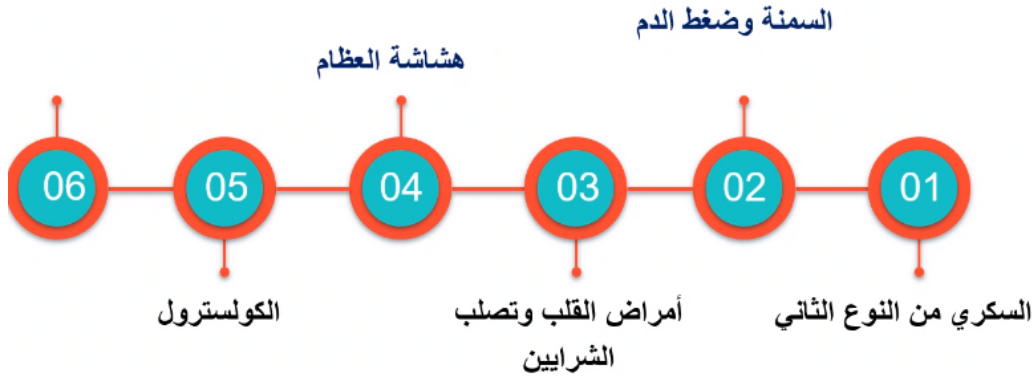 01
السكري من النوع الثاني
02
السمنة وضغط الدم
03
أمراض القلب وتصلب
الشرايين
04
هشاشة العظام
05
الكولسترول
06